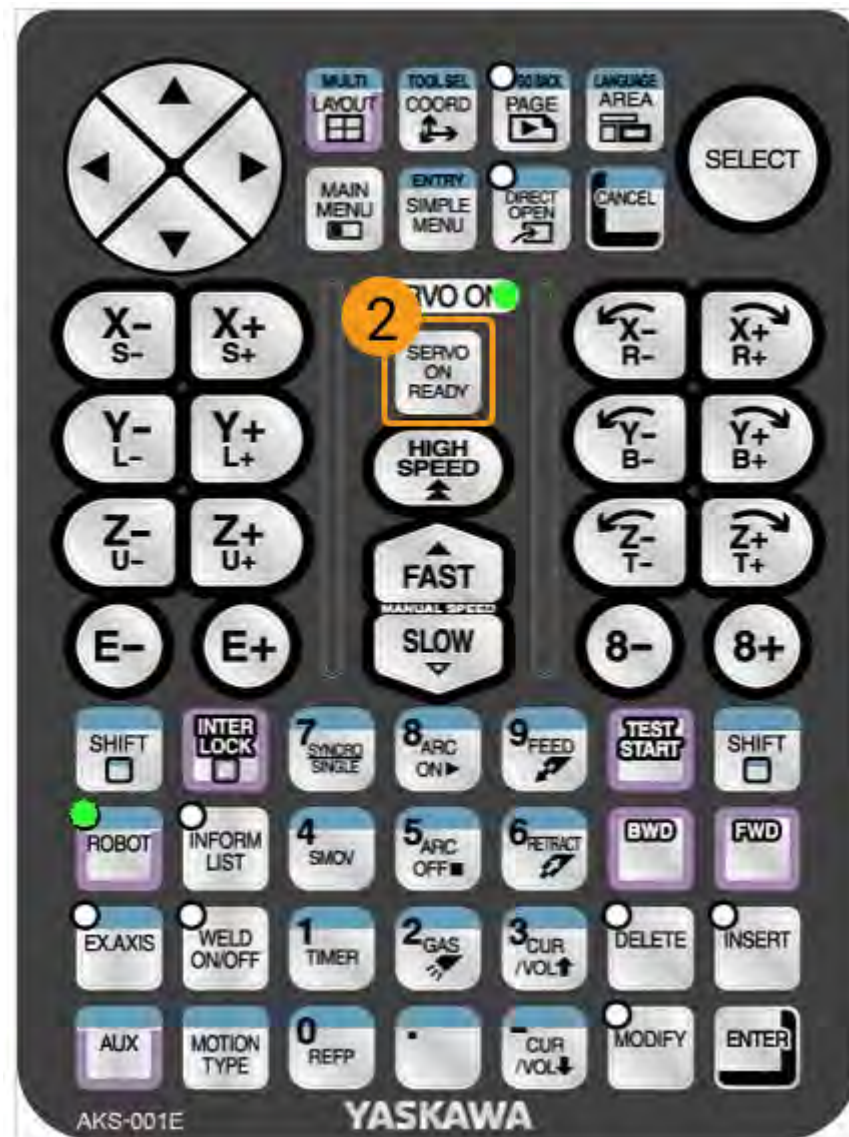 MULTI
LAYOUT
TOOL SEL
COORD
GO BACK
PAGE
LANGUAGE
AREA
SELECT
MAIN
MENU
ENTRY
SIMPLE
MENU
DIRECT
OPEN
CANCEL
X-
S-
X+
S+
RVO ON
2
SERVO
ON
READY
X-
R-
X+
R+
Y-
L-
Y+
L+
HIGH
SPEED
Y-
B-
Y+
B+
Z-
U-
Z+
U+
FAST
MANUAL SPEED
SLOW
Z-
T-
Z+
T+
E-
E+
8-
8+
SHIFT
INTER
LOCK
7
SYNCRO
SINGLE
8
ARC
ON
9
FEED
TEST
START
SHIFT
ROBOT
INFORM
LIST
4
SMOV
5
ARC
OFF
6
RETRACT
BWD
FWD
EX.AXIS
WELD
ON/OFF
1
TIMER
2
GAS
3
CUR
/VOL
DELETE
INSERT
AUX
MOTION
TYPE
0
REFP
.
-
CUR
/VOL
MODIFY
ENTER
AKS-001E
YASKAWA